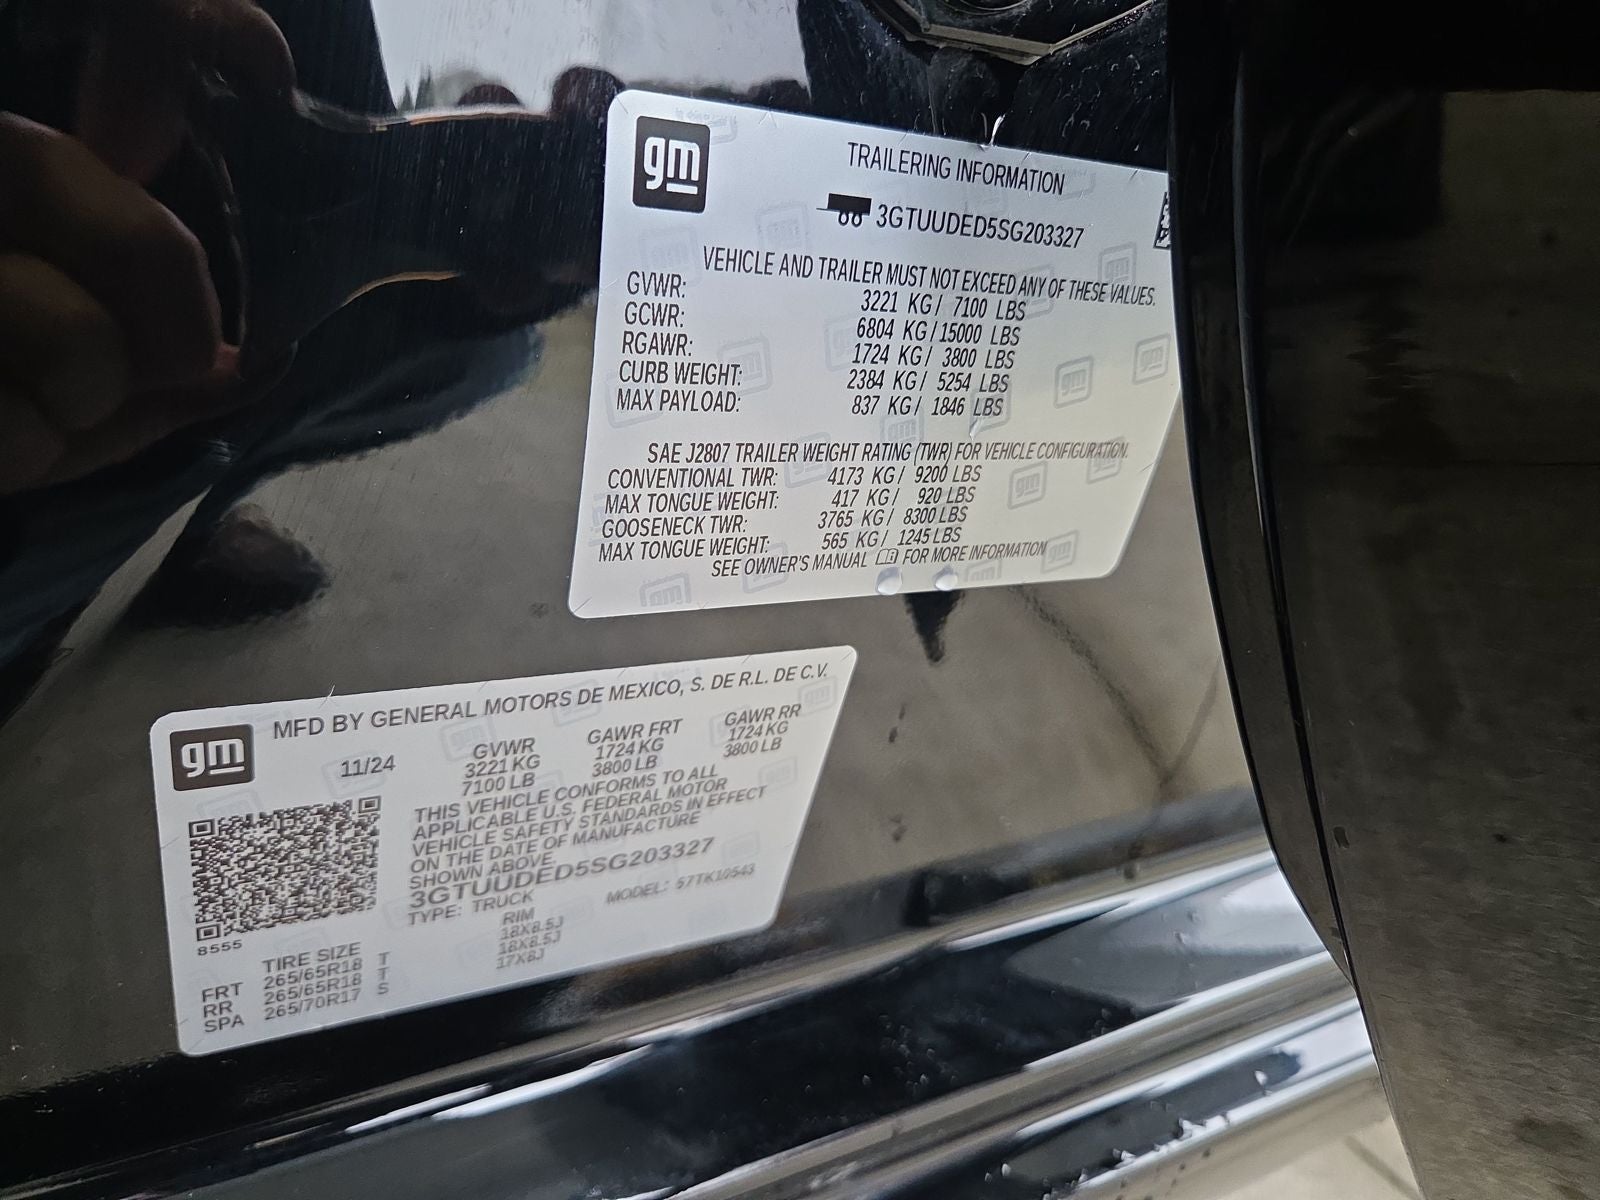 gm
TRAILERING INFORMATION
3GTUUDED5SG203327
VEHICLE AND TRAILER MUST NOT EXCEED ANY OF THESE VALUES.
GVWR: 3221 KG/ 7100 LBS
GCWR: 6804 KG/15000 LBS
RGAWR: 1724 KG/ 3800 LBS
CURB WEIGHT: 2384 KG/ 5254 LBS
MAX PAYLOAD: 837 KG/ 1846 LBS
SAE J2807 TRAILER WEIGHT RATING (TWR) FOR VEHICLE CONFIGURATION.
CONVENTIONAL TWR: 4173 KG/ 9200 LBS
MAX TONGUE WEIGHT: 417 KG/ 920 LBS
GOOSENECK TWR: 3765 KG/ 8300 LBS
MAX TONGUE WEIGHT: 565 KG/ 1245 LBS
SEE OWNER'S MANUAL FOR MORE INFORMATION
gm
MFD BY GENERAL MOTORS DE MEXICO, S. DE R.L. DE C.V.
11/24 GVWR GAWR FRT GAWR RR
3221 KG 1724 KG 1724 KG
7100 LB 3800 LB 3800 LB
THIS VEHICLE CONFORMS TO ALL
APPLICABLE U.S. FEDERAL MOTOR
VEHICLE SAFETY STANDARDS IN EFFECT
ON THE DATE OF MANUFACTURE
SHOWN ABOVE.
3GTUUDED5SG203327
TYPE: TRUCK MODEL: 57TK10543
8555
TIRE SIZE RIM
FRT 265/65R18 T 18X8.5J
RR 265/65R18 T 18X8.5J
SPA 265/70R17 S 17X8J